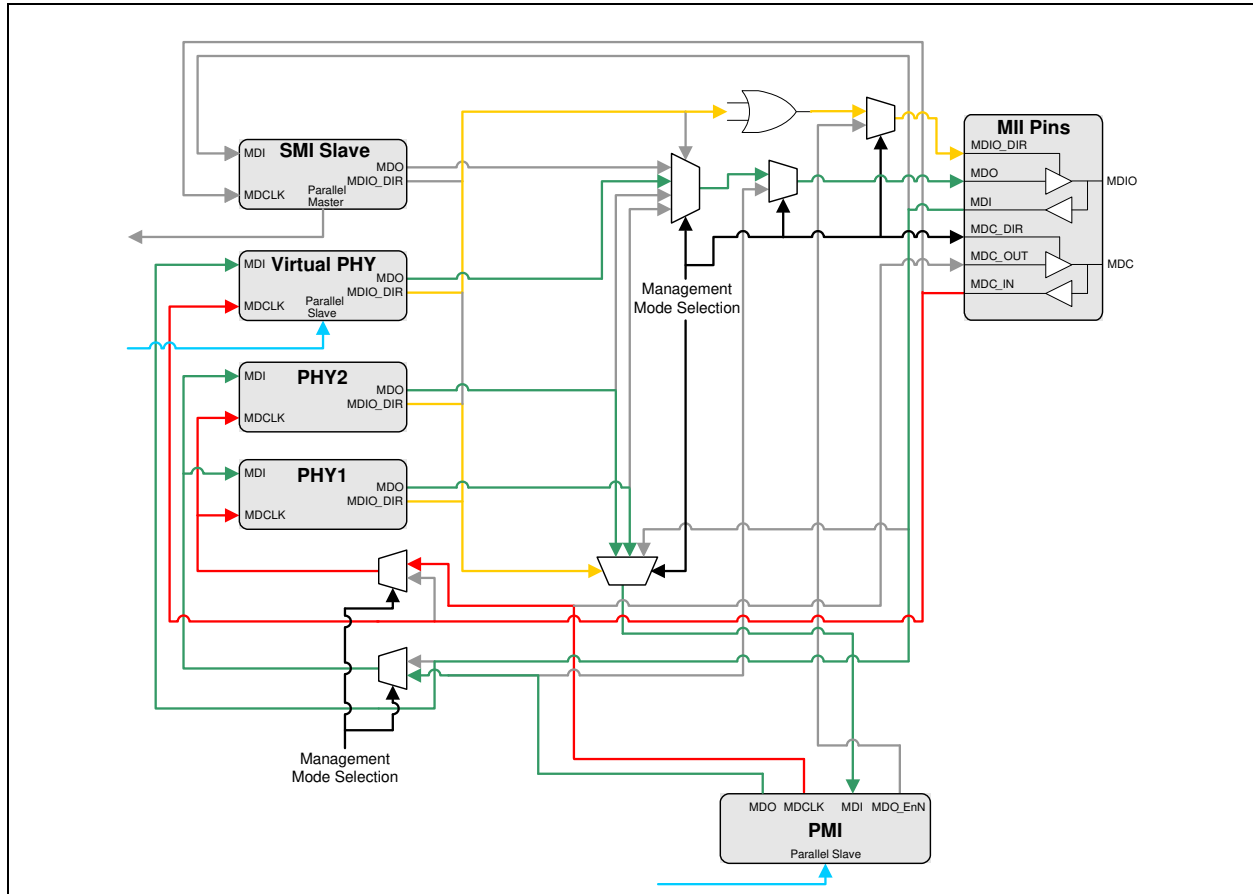 MII Pins
MDIO_DIR
MDO
MDIO
MDI
MDC_DIR
MDC_OUT
MDC
MDC_IN
SMI Slave
MDI
MDO
MDIO_DIR
MDCLK
Parallel
Master
Virtual PHY
MDI
MDO
MDIO_DIR
MDCLK
Parallel
Slave
Management
Mode Selection
PHY2
MDI
MDO
MDIO_DIR
MDCLK
PHY1
MDI
MDO
MDIO_DIR
MDCLK
Management
Mode Selection
MDO MDCLK MDI MDO_EnN
PMI
Parallel Slave